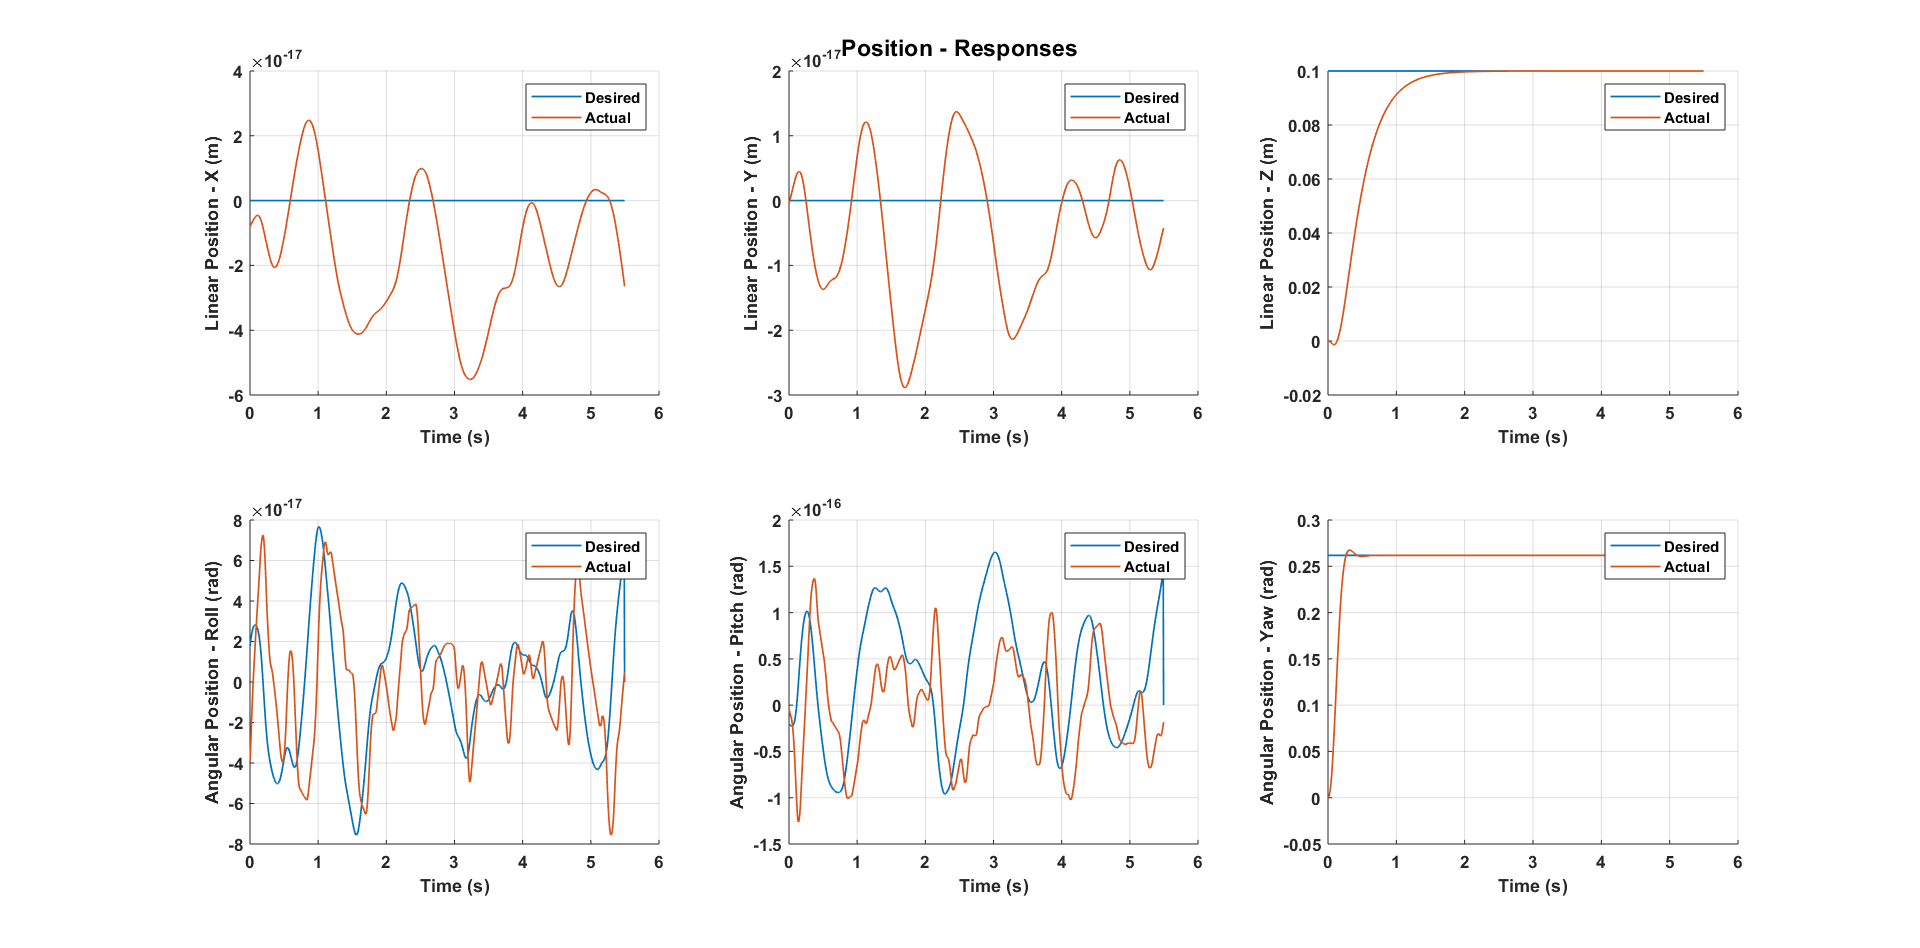 Position - Responses
×10-17
4
2
0
-2
-4
-6
0 1 2 3 4 5 6
Linear Position - X (m)
Time (s)
Desired
Actual
×10-17
2
1
0
-1
-2
-3
0 1 2 3 4 5 6
Linear Position - Y (m)
Time (s)
Desired
Actual
0.1
0.08
0.06
0.04
0.02
0
-0.02
0 1 2 3 4 5 6
Linear Position - Z (m)
Time (s)
Desired
Actual
×10-17
8
6
4
2
0
-2
-4
-6
-8
0 1 2 3 4 5 6
Angular Position - Roll (rad)
Time (s)
Desired
Actual
×10-16
2
1.5
1
0.5
0
-0.5
-1
-1.5
0 1 2 3 4 5 6
Angular Position - Pitch (rad)
Time (s)
Desired
Actual
0.3
0.25
0.2
0.15
0.1
0.05
0
-0.05
0 1 2 3 4 5 6
Angular Position - Yaw (rad)
Time (s)
Desired
Actual